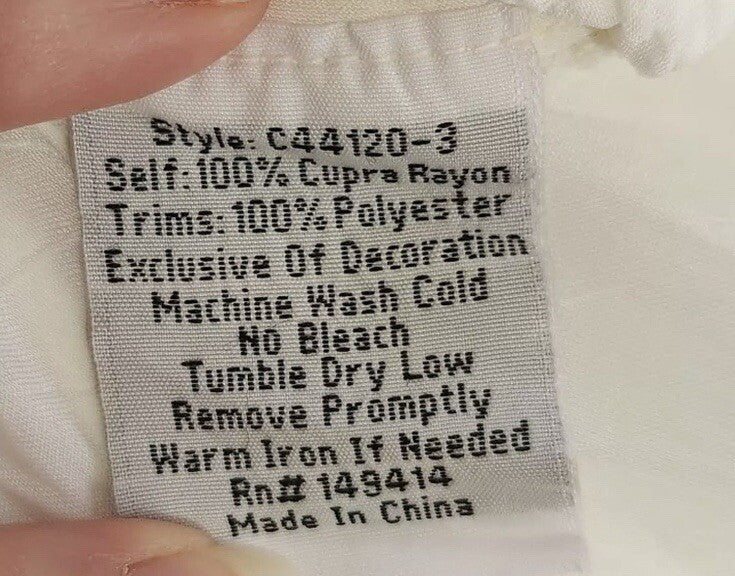 Style: C44120-3
Self: 100% Cupra Rayon
Trims: 100% Polyester
Exclusive Of Decoration
Machine Wash Cold
No Bleach
Tumble Dry Low
Remove Promptly
Warm Iron If Needed
Rn# 149414
Made In China